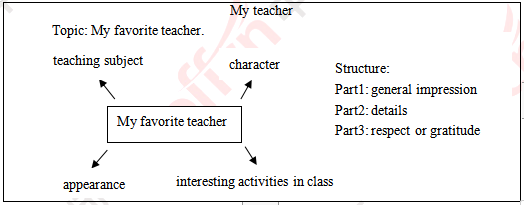 My teacher
Topic: My favorite teacher.
teaching subject
character
My favorite teacher
appearance
interesting activities in class
Structure:
Part1: general impression
Part2: details
Part3: respect or gratitude